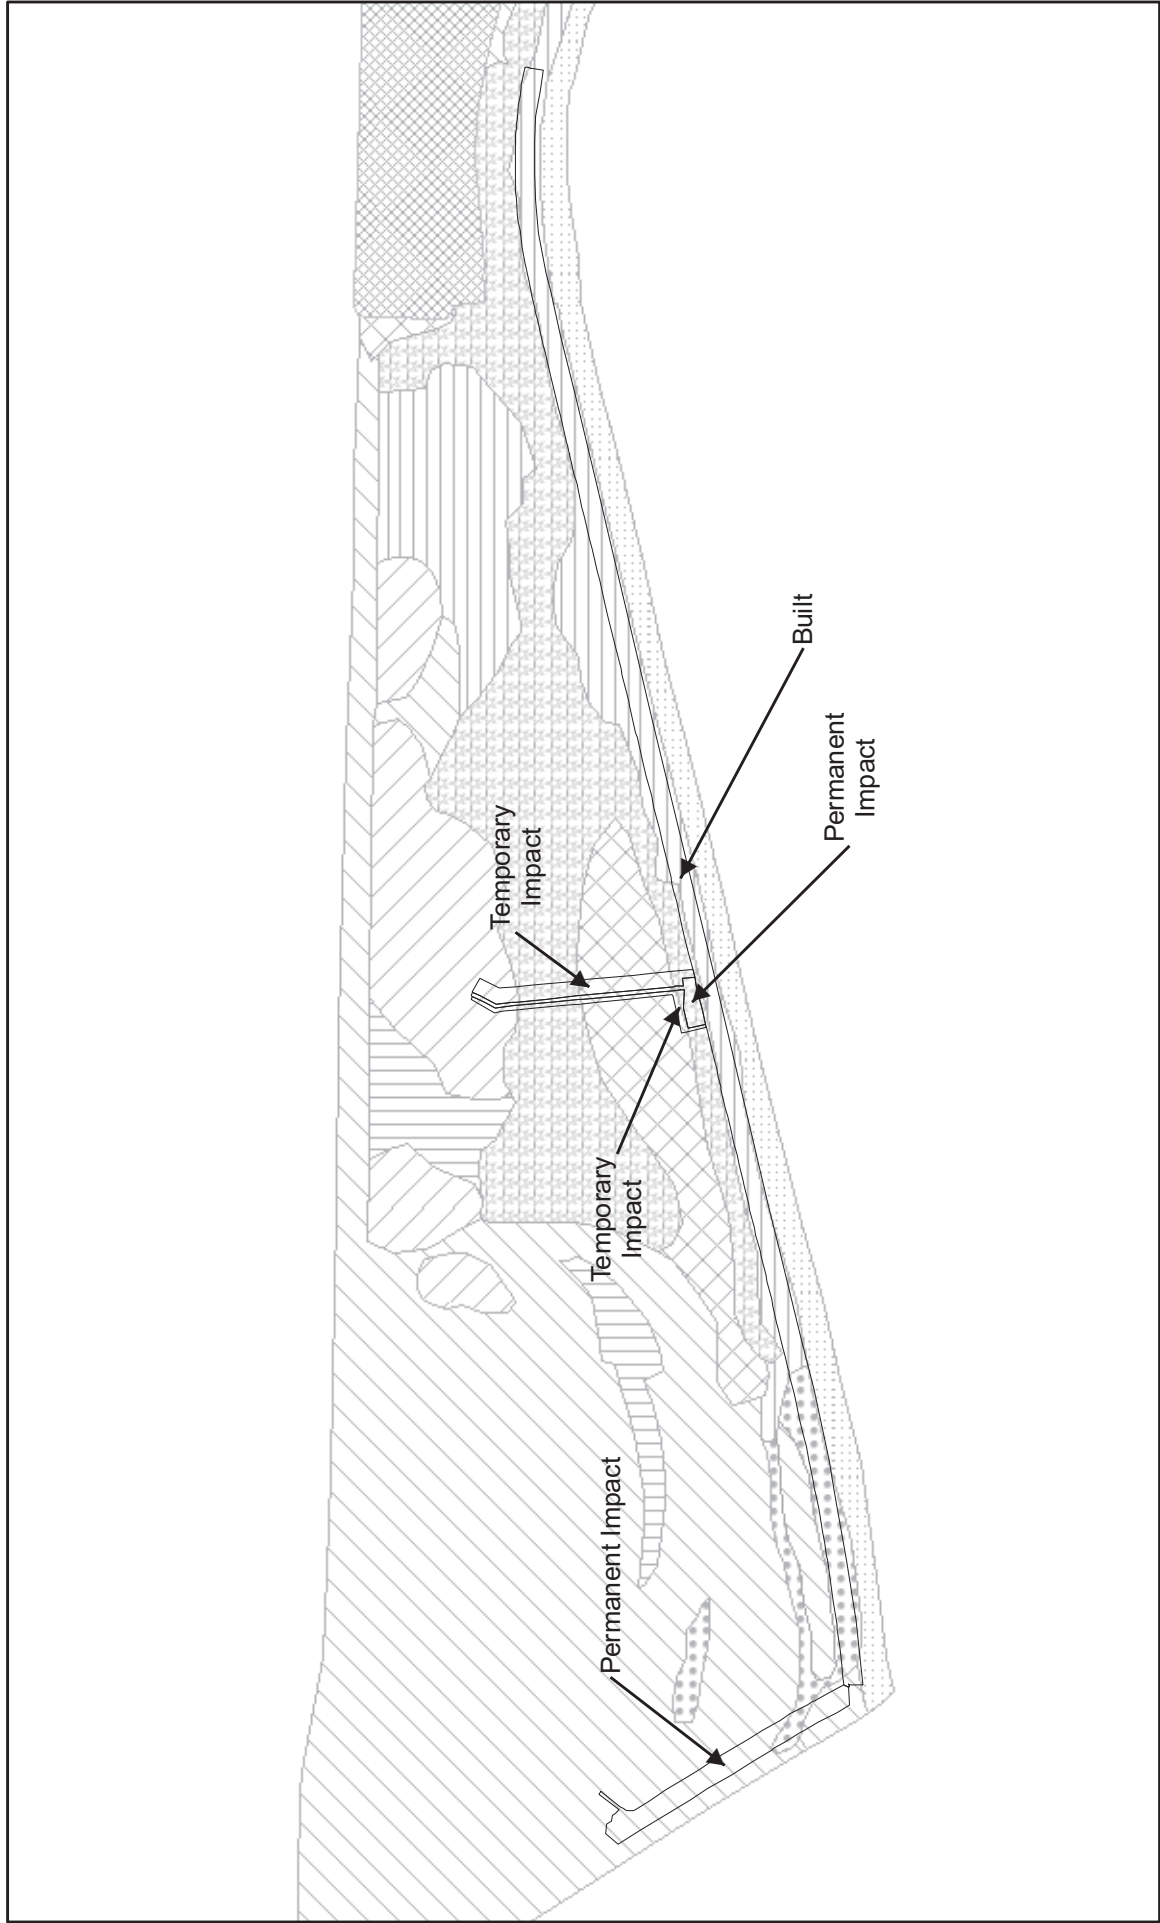 Permanent Impact
Temporary
Impact
Temporary
Impact
Permanent
Impact
Built